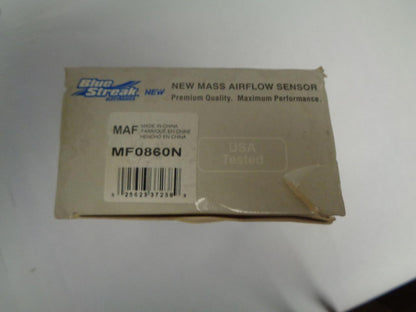 Blue
Streak
NEW
NEW MASS AIRFLOW SENSOR
Premium Quality. Maximum Performance.
MAF
MADE IN CHINA
FABRIQUE EN CHINE
HENCHO EN CHINA
MF0860N
USA
Tested